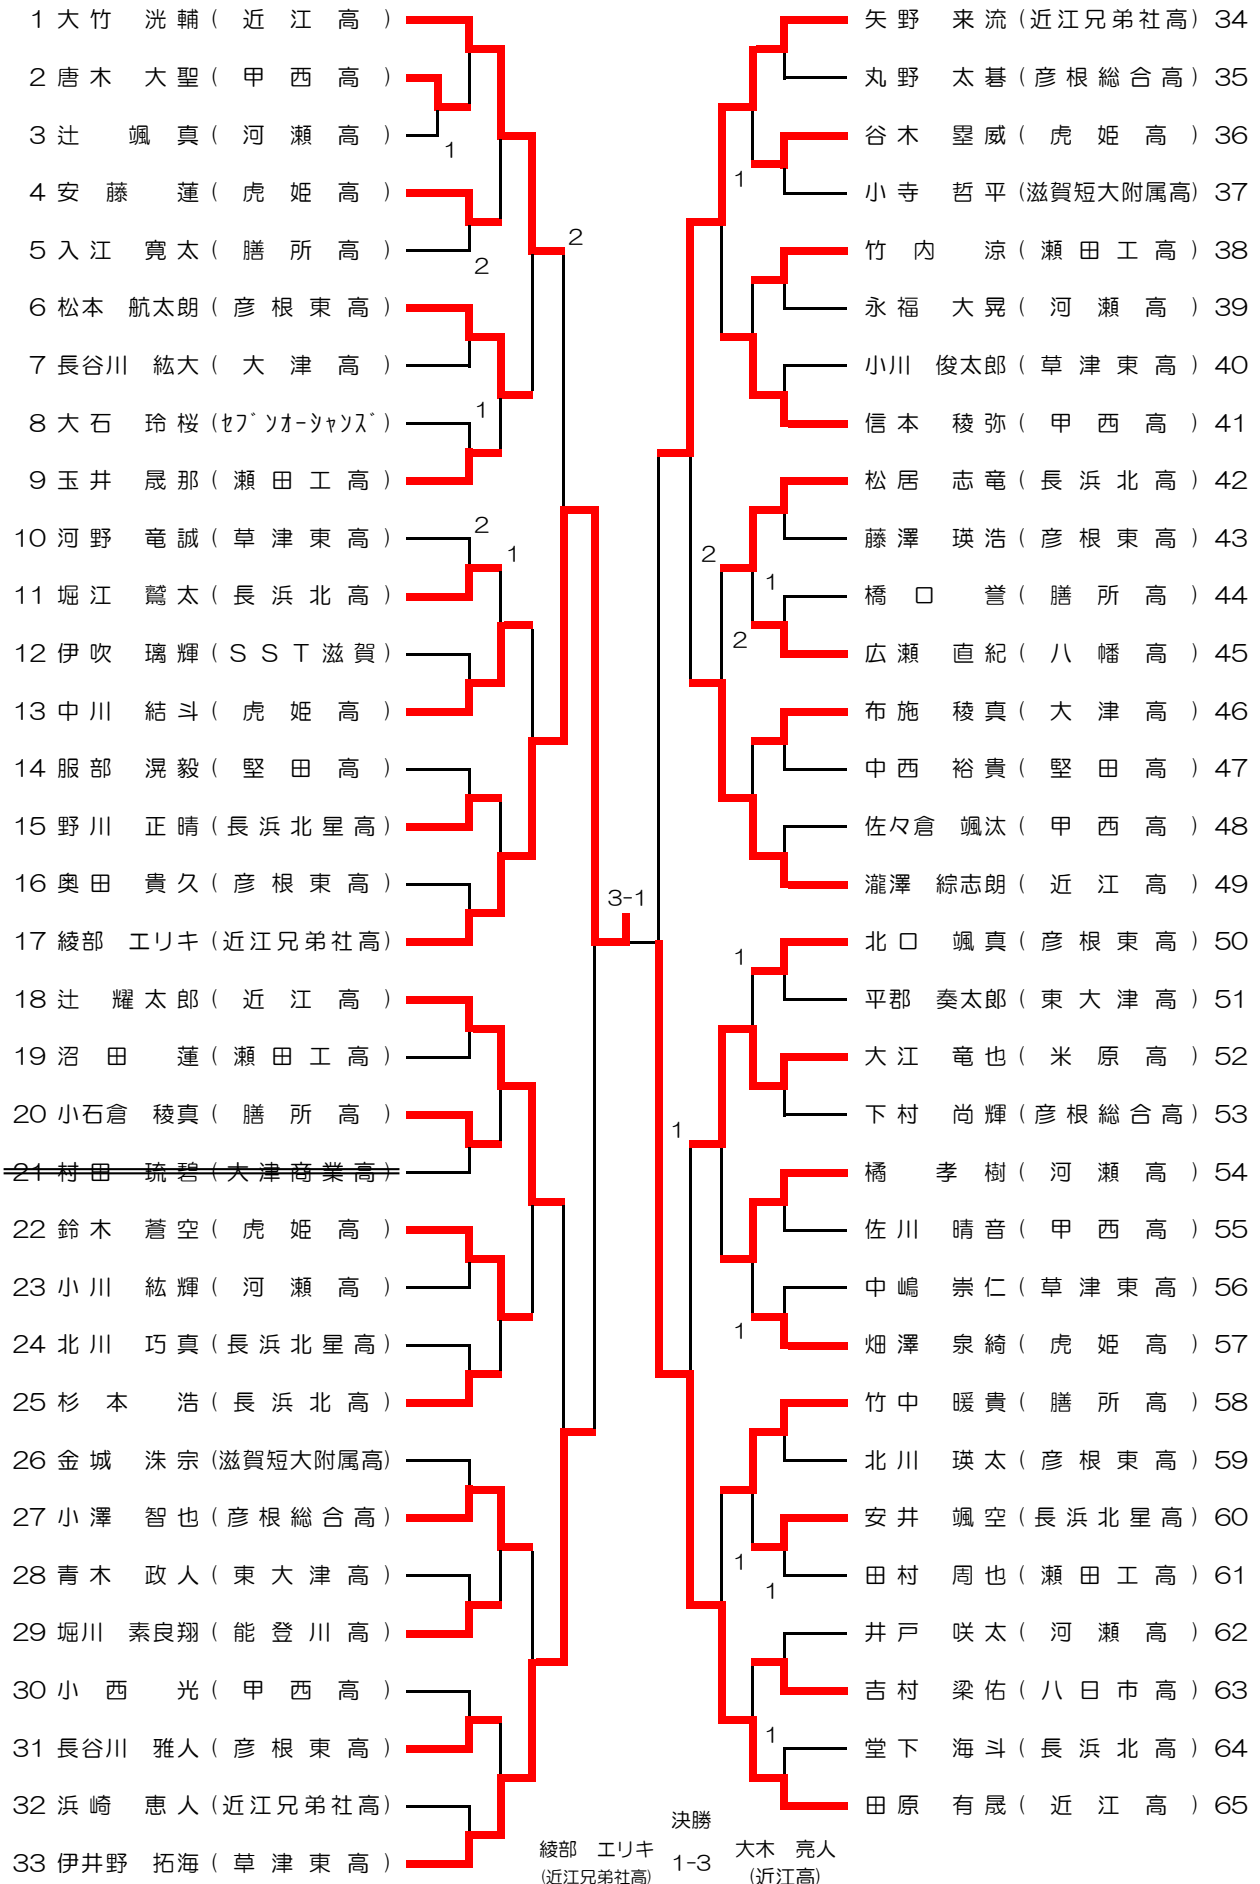 1 大竹 洸輔 ( 近江高 )
2 唐木 大聖 ( 甲西高 )
3 辻 颯真 ( 河瀬高 )
1
4 安藤 蓮 ( 虎姫高 )
5 入江 寛太 ( 膳所高 )
2
2
6 松本 航太朗 ( 彦根東高 )
7 長谷川 紘大 ( 大津高 )
8 大石 玲桜 (ｾﾌﾞﾝｵｰｼｬﾝｽﾞ)
1
9 玉井 晟那 ( 瀬田工高 )
10 河野 竜誠 ( 草津東高 )
2
1
11 堀江 鷲太 ( 長浜北高 )
12 伊吹 璃輝 ( ＳＳＴ滋賀 )
13 中川 結斗 ( 虎姫高 )
14 服部 滉毅 ( 堅田高 )
15 野川 正晴 ( 長浜北星高 )
16 奥田 貴久 ( 彦根東高 )
17 綾部 エリキ (近江兄弟社高)
3-1
18 辻 耀太郎 ( 近江高 )
19 沼田 蓮 ( 瀬田工高 )
20 小石倉 稜真 ( 膳所高 )
21 村田 琉碧 ( 大津商業高 )
22 鈴木 蒼空 ( 虎姫高 )
23 小川 紘輝 ( 河瀬高 )
24 北川 巧真 ( 長浜北星高 )
25 杉本 浩 ( 長浜北高 )
26 金城 洙宗 (滋賀短大附属高)
27 小澤 智也 ( 彦根総合高 )
28 青木 政人 ( 東大津高 )
29 堀川 素良翔 ( 能登川高 )
30 小西 光 ( 甲西高 )
31 長谷川 雅人 ( 彦根東高 )
32 浜崎 恵人 (近江兄弟社高)
33 伊井野 拓海 ( 草津東高 )
矢野 来流 (近江兄弟社高) 34
丸野 太碁 ( 彦根総合高 ) 35
谷木 塁威 ( 虎姫高 ) 36
1
小寺 哲平 (滋賀短大附属高) 37
竹内 涼 ( 瀬田工高 ) 38
永福 大晃 ( 河瀬高 ) 39
小川 俊太郎 ( 草津東高 ) 40
信本 稜弥 ( 甲西高 ) 41
松居 志竜 ( 長浜北高 ) 42
藤澤 瑛浩 ( 彦根東高 ) 43
2
1
橋口 誉 ( 膳所高 ) 44
2
広瀬 直紀 ( 八幡高 ) 45
布施 稜真 ( 大津高 ) 46
中西 裕貴 ( 堅田高 ) 47
佐々倉 颯汰 ( 甲西高 ) 48
瀧澤 綜志朗 ( 近江高 ) 49
北口 颯真 ( 彦根東高 ) 50
1
平郡 奏太郎 ( 東大津高 ) 51
大江 竜也 ( 米原高 ) 52
下村 尚輝 ( 彦根総合高 ) 53
1
橘 孝樹 ( 河瀬高 ) 54
佐川 晴音 ( 甲西高 ) 55
中嶋 崇仁 ( 草津東高 ) 56
1
畑澤 泉綺 ( 虎姫高 ) 57
竹中 暖貴 ( 膳所高 ) 58
北川 瑛太 ( 彦根東高 ) 59
安井 颯空 ( 長浜北星高 ) 60
1
田村 周也 ( 瀬田工高 ) 61
1
井戸 咲太 ( 河瀬高 ) 62
吉村 梁佑 ( 八日市高 ) 63
1
堂下 海斗 ( 長浜北高 ) 64
田原 有晟 ( 近江高 ) 65
決勝
綾部 エリキ 1-3 大木 亮人
(近江兄弟社高) (近江高)